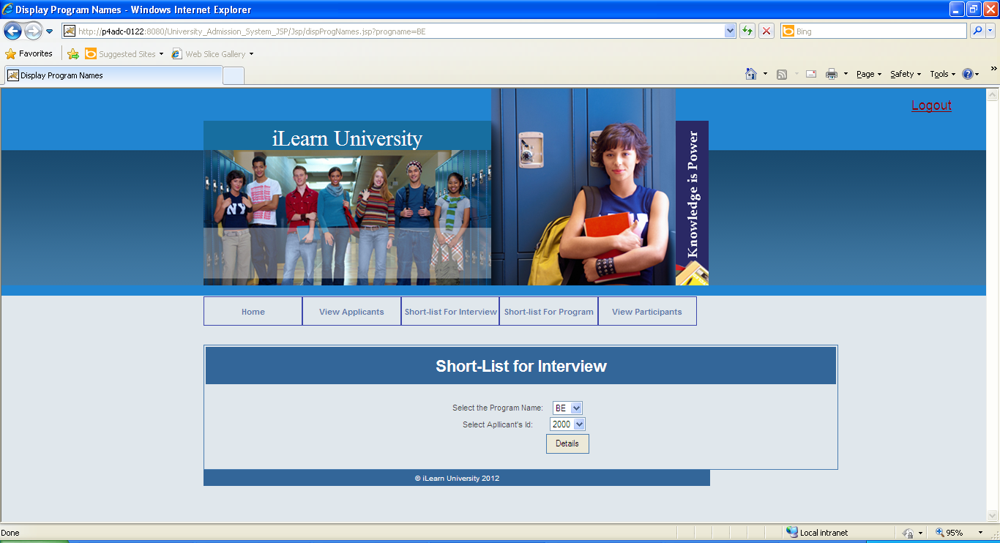 Display Program Names - Windows Internet Explorer
http://p4adc-0122:8080/University_Admission_System_JSP/Jsp/dispProgNames.jsp?progname=BE
Bing
Favorites
Suggested Sites
Web Slice Gallery
Display Program Names
Page
Safety
Tools
Logout
iLearn University
NY
Knowledge is Power
Home
View Applicants
Short-list For Interview
Short-list For Program
View Participants
Short-List for Interview
Select the Program Name: BE
Select Apllicant's Id: 2000
Details
© iLearn University 2012
Done
Local intranet
95%